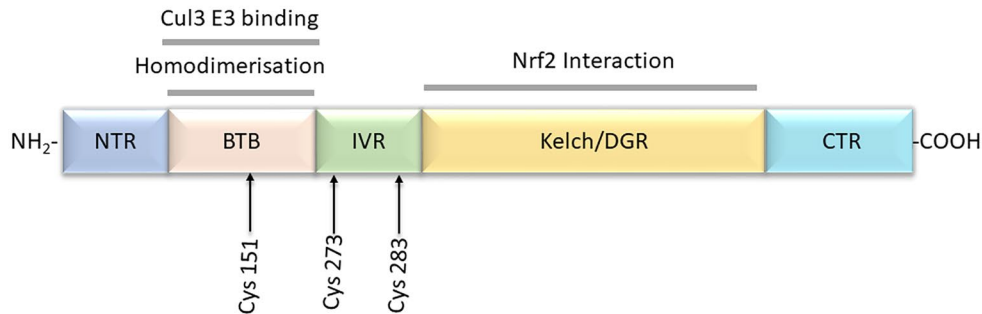 Cul3 E3 binding
Homodimerisation
Nrf2 Interaction
NH₂-
NTR
BTB
IVR
Kelch/DGR
CTR
-COOH
Cys 151
Cys 273
Cys 283